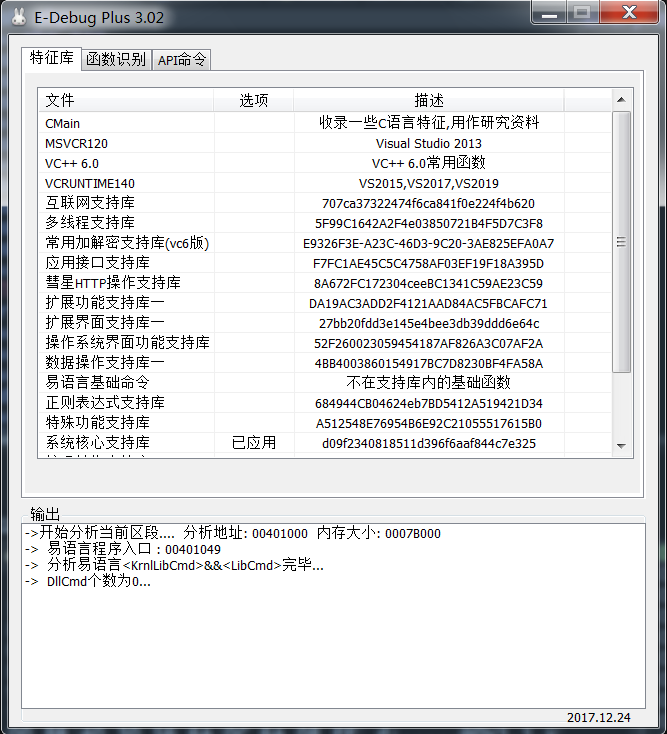 E-Debug Plus 3.02
特征库 函数识别 API命令
文件 选项 描述
CMain 收录一些C语言特征,用作研究资料
MSVCR120 Visual Studio 2013
VC++ 6.0 VC++ 6.0常用函数
VCRUNTIME140 VS2015,VS2017,VS2019
互联网支持库 707ca37322474f6ca841f0e224f4b620
多线程支持库 5F99C1642A2F4e03850721B4F5D7C3F8
常用加解密支持库(vc6版) E9326F3E-A23C-46D3-9C20-3AE825EFA0A7
应用接口支持库 F7FC1AE45C5C4758AF03EF19F18A395D
彗星HTTP操作支持库 8A672FC172304ceeBC1341C59AE23C59
扩展功能支持库一 DA19AC3ADD2F4121AAD84AC5FBCAFC71
扩展界面支持库一 27bb20fdd3e145e4bee3db39ddd6e64c
操作系统界面功能支持库 52F260023059454187AF826A3C07AF2A
数据操作支持库一 4BB4003860154917BC7D8230BF4FA58A
易语言基础命令 不在支持库内的基础函数
正则表达式支持库 684944CB04624eb7BD5412A519421D34
特殊功能支持库 A512548E76954B6E92C21055517615B0
系统核心支持库 已应用 d09f2340818511d396f6aaf844c7e325
输出
->开始分析当前区段.... 分析地址: 00401000 内存大小: 0007B000
-> 易语言程序入口 : 00401049
-> 分析易语言<KrnlLibCmd>&&<LibCmd>完毕...
-> DllCmd个数为0...
2017.12.24